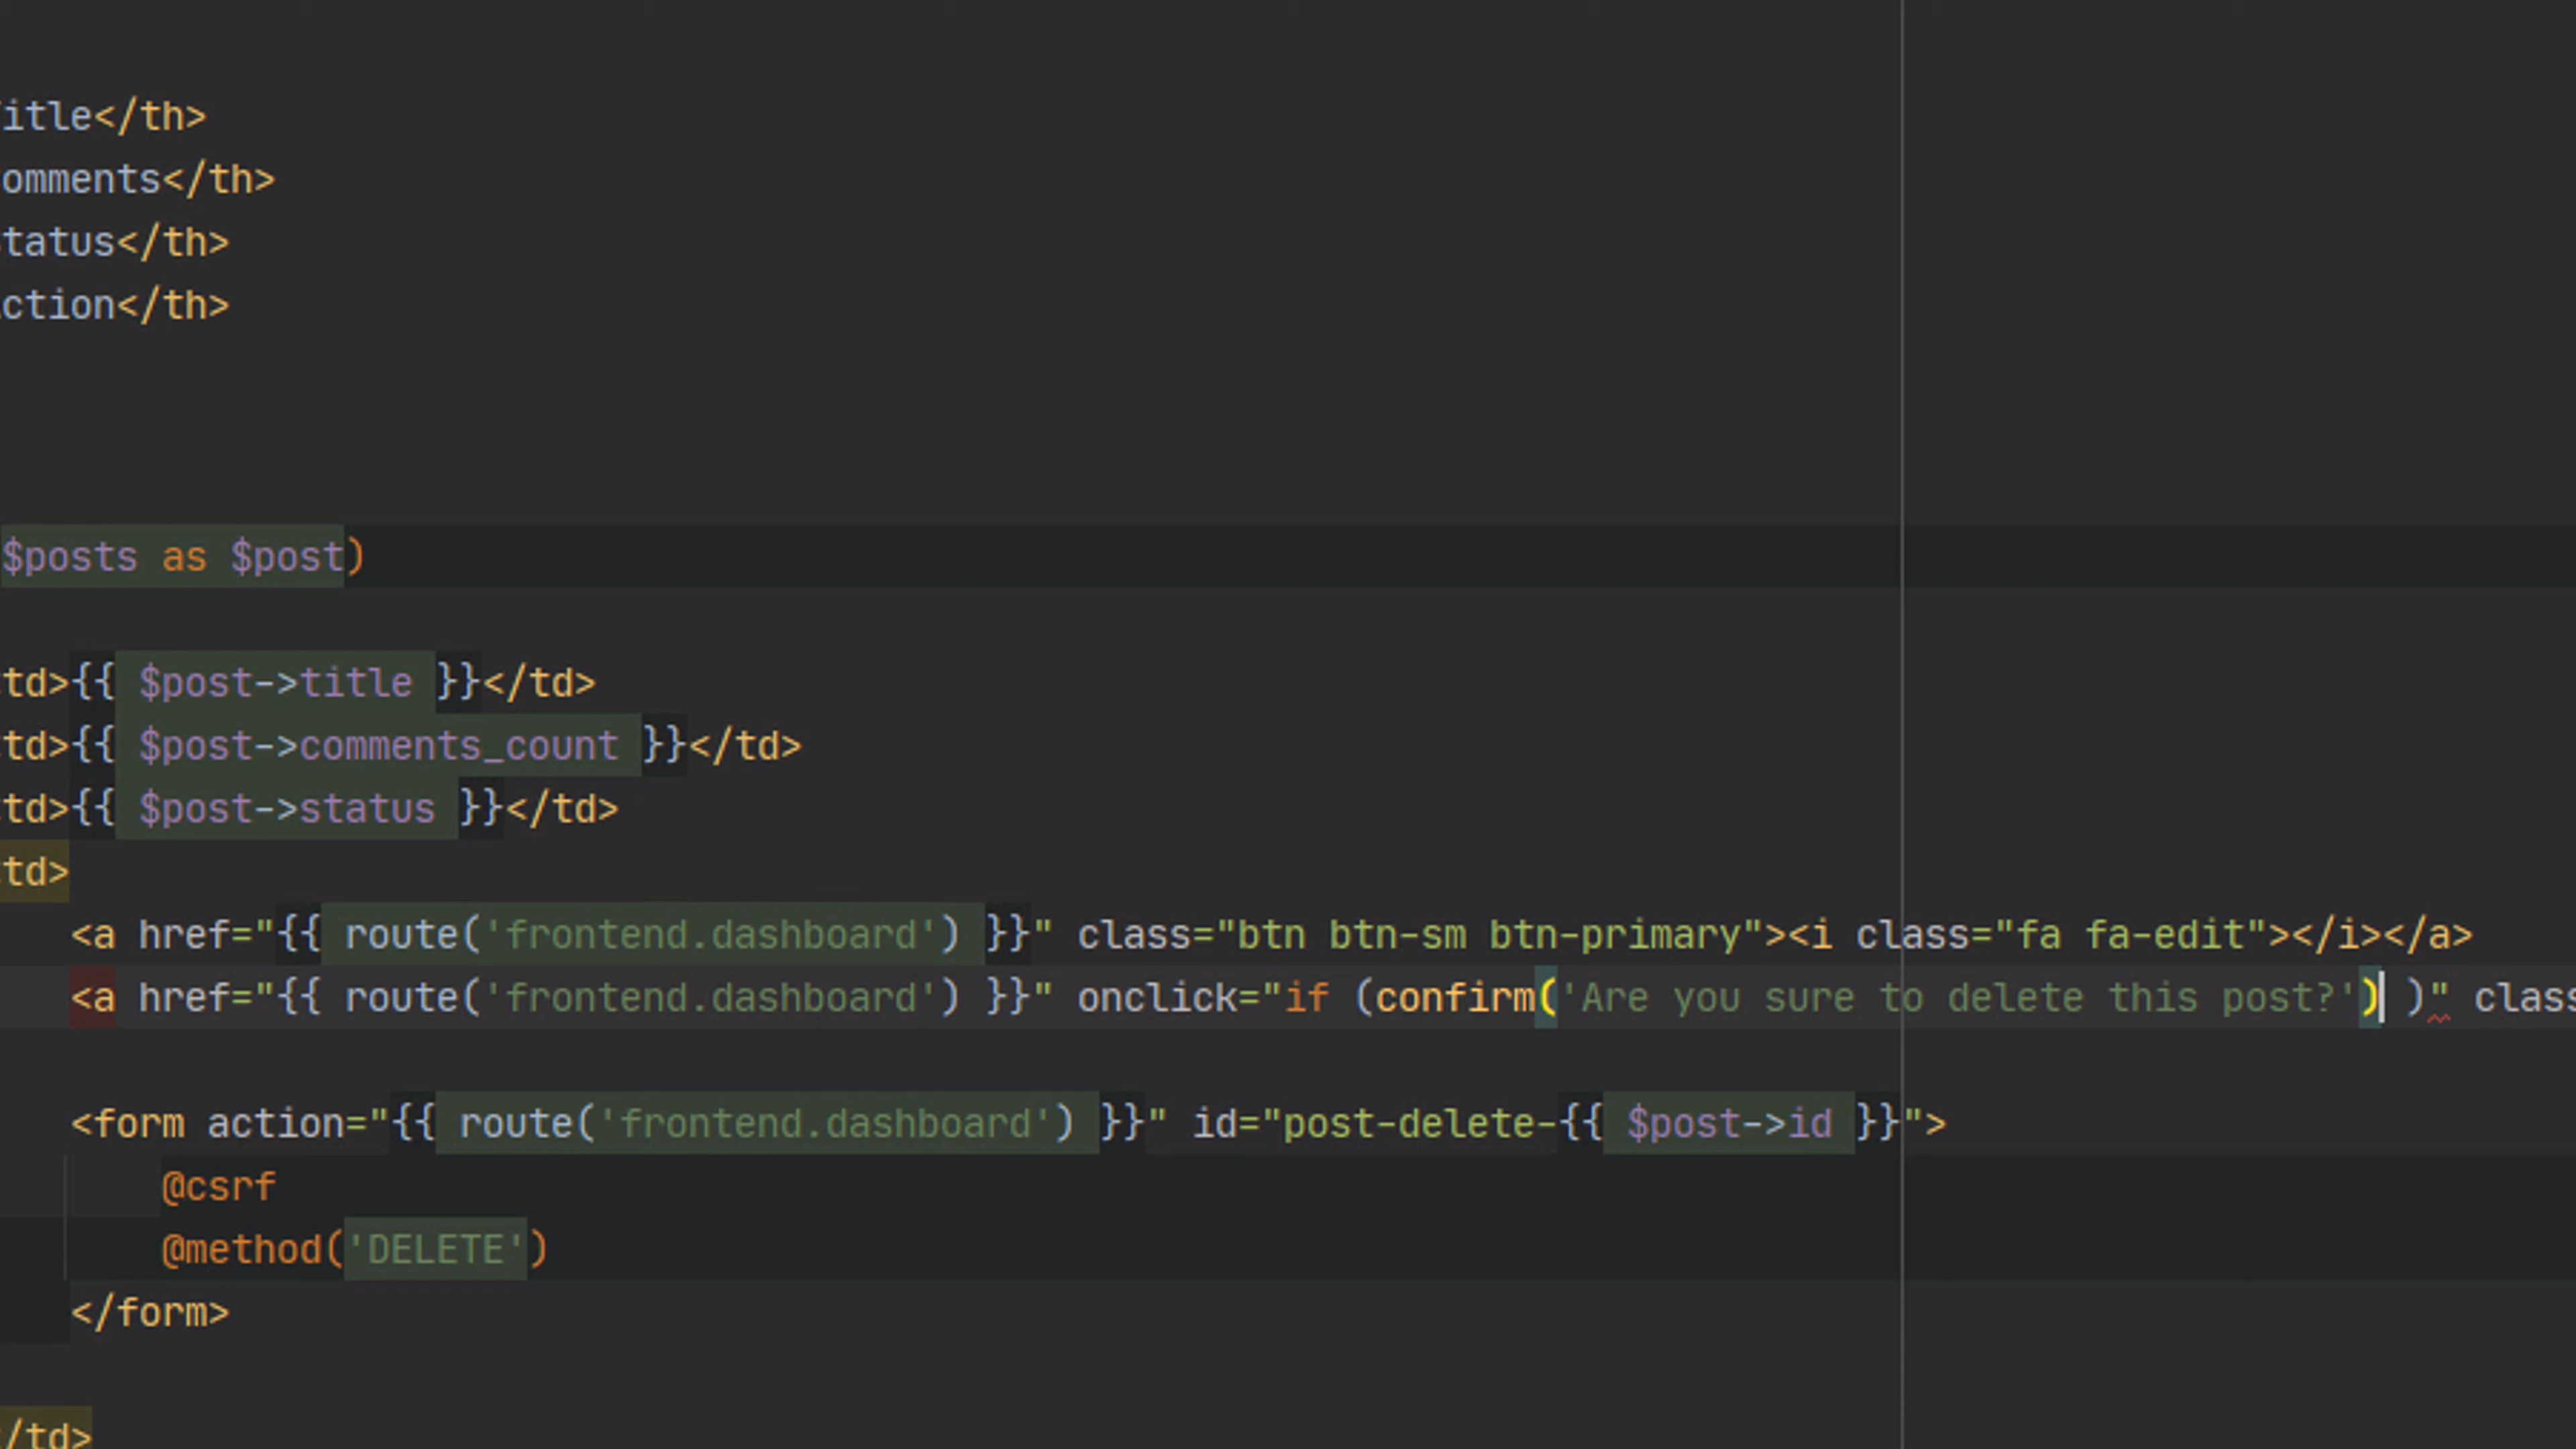 itle</th>
omments</th>
tatus</th>
ction</th>
$posts as $post)
td>{{ $post->title }}</td>
td>{{ $post->comments_count }}</td>
td>{{ $post->status }}</td>
td>
<a href="{{ route('frontend.dashboard') }}" class="btn btn-sm btn-primary"><i class="fa fa-edit"></i></a>
<a href="{{ route('frontend.dashboard') }}" onclick="if (confirm('Are you sure to delete this post?') )" class
<form action="{{ route('frontend.dashboard') }}" id="post-delete-{{ $post->id }}">
@csrf
@method('DELETE')
</form>
/td>